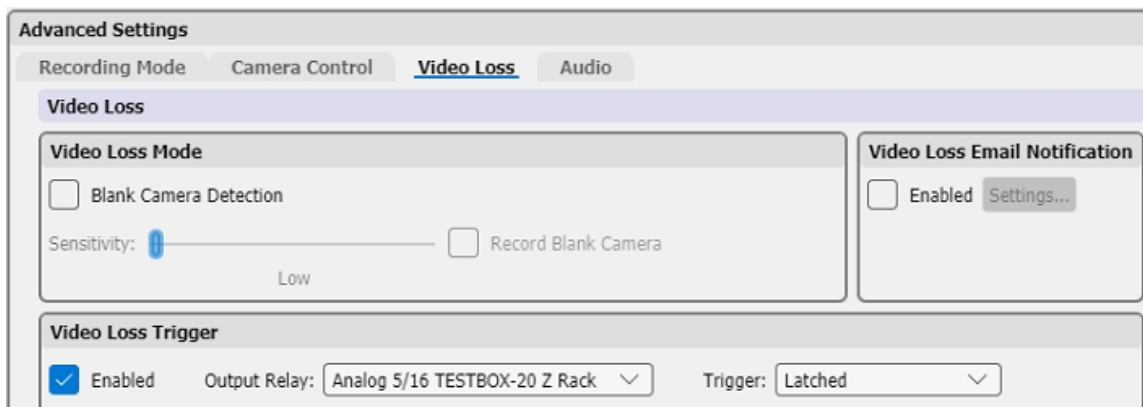 Advanced Settings
Recording Mode Camera Control Video Loss Audio
Video Loss
Video Loss Mode
Blank Camera Detection
Sensitivity: Record Blank Camera
Low
Video Loss Email Notification
Enabled Settings...
Video Loss Trigger
Enabled Output Relay: Analog 5/16 TESTBOX-20 Z Rack Trigger: Latched